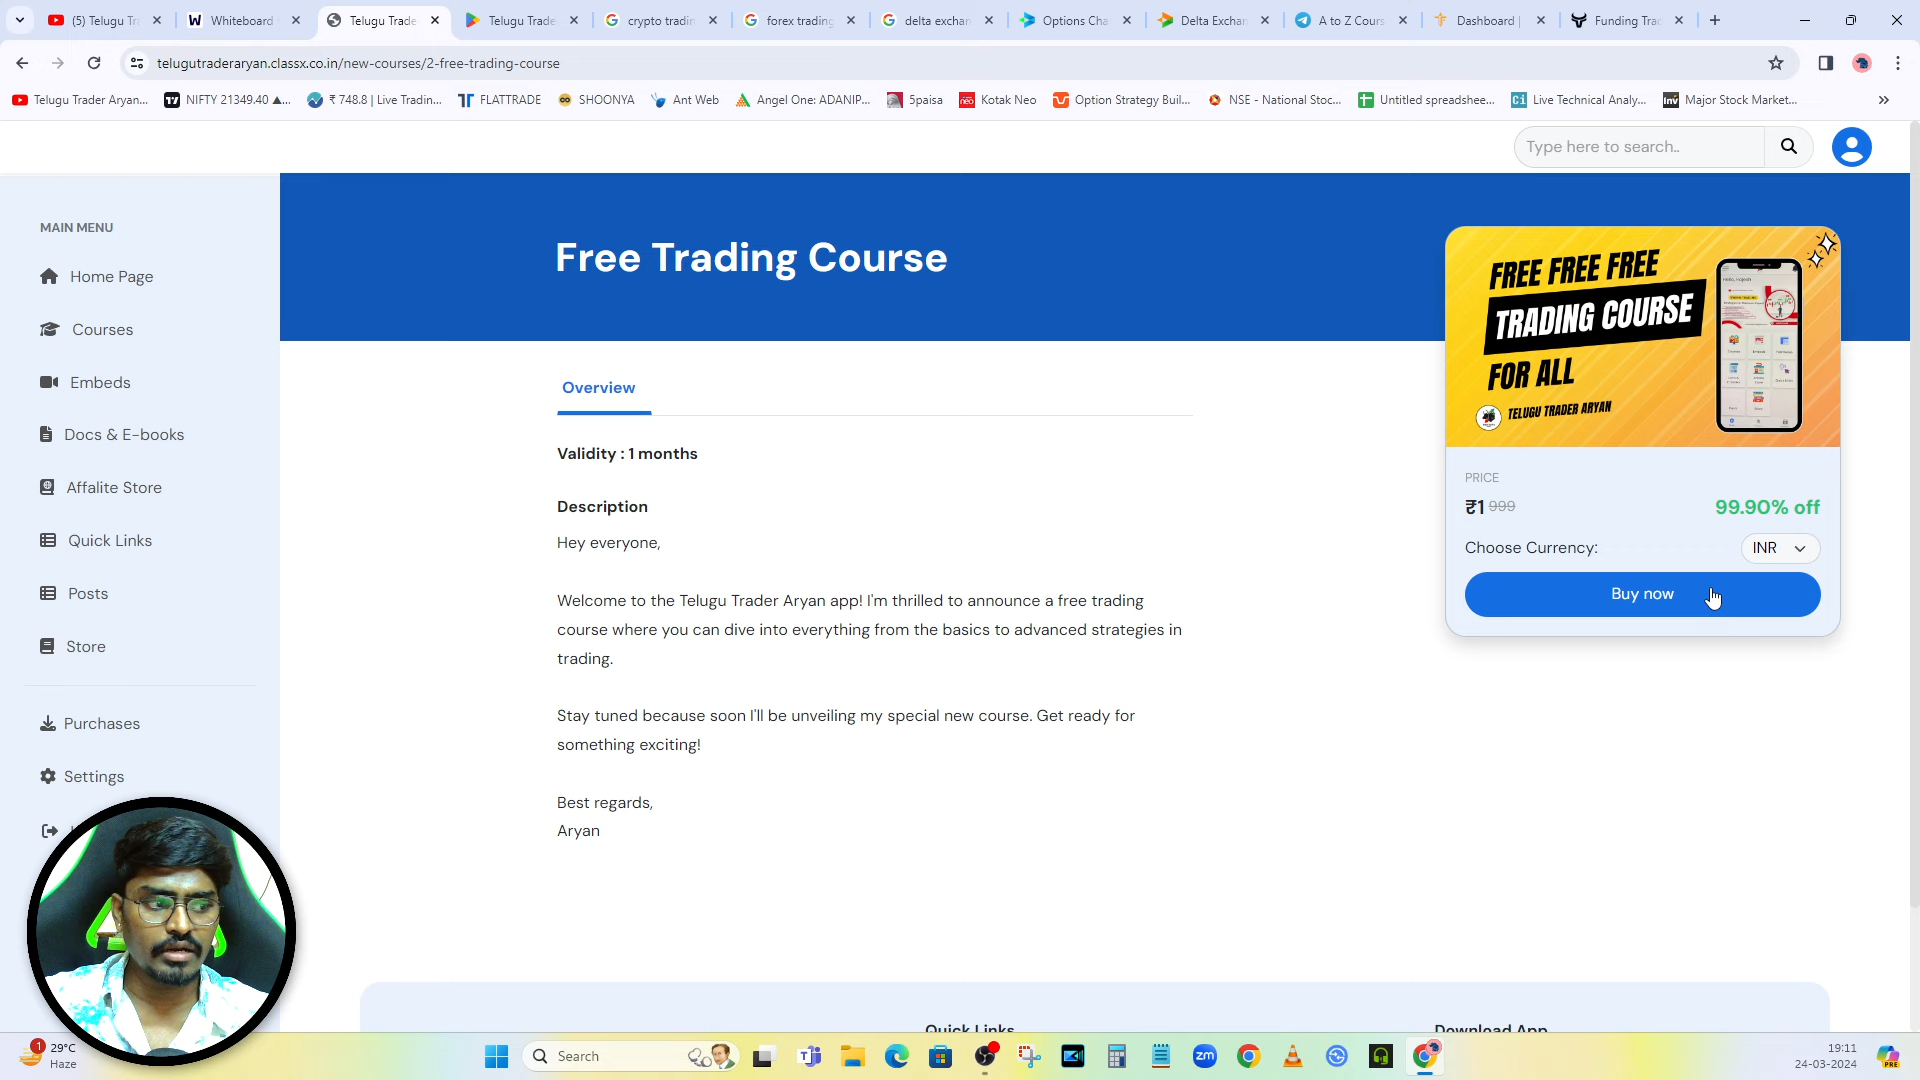 (5) Telugu Tr
Whiteboard
Telugu Trade
Telugu Trade
crypto tradin
forex trading
delta exchan
Options Cha
Delta Exchan
A to Z Cours
Dashboard |
Funding Trad
telugutraderaryan.classx.co.in/new-courses/2-free-trading-course
Telugu Trader Aryan...
NIFTY 21349.40 ▲...
₹ 748.8 | Live Tradin...
FLATTRADE
SHOONYA
Ant Web
Angel One: ADANIP...
5paisa
Kotak Neo
Option Strategy Buil...
NSE - National Stoc...
Untitled spreadshee...
Live Technical Analy...
Major Stock Market...
Type here to search..
MAIN MENU
Home Page
Courses
Embeds
Docs & E-books
Affalite Store
Quick Links
Posts
Store
Purchases
Settings
Free Trading Course
Overview
Validity : 1 months
Description
Hey everyone,
Welcome to the Telugu Trader Aryan app! I'm thrilled to announce a free trading
course where you can dive into everything from the basics to advanced strategies in
trading.
Stay tuned because soon I'll be unveiling my special new course. Get ready for
something exciting!
Best regards,
Aryan
FREE FREE FREE
TRADING COURSE
FOR ALL
TELUGU TRADER ARYAN
PRICE
₹1 999
99.90% off
Choose Currency:
INR
Buy now
Quick Links
Download App
1
29°C
Haze
Search
zm
19:11
24-03-2024
PRE